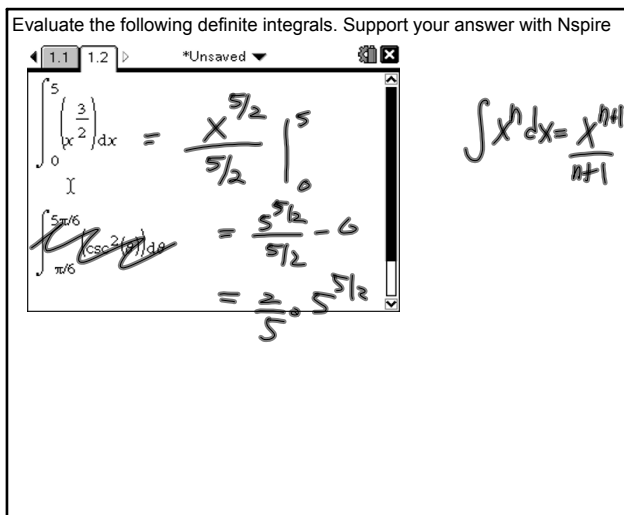 Evaluate the following definite integrals. Support your answer with Nspire
1.1 1.2 *Unsaved
∫₀⁵ (x^(3/2))dx = x^(5/2)/(5/2) |₀⁵
∫xⁿdx = x^(n+1)/(n+1)
∫_(π/6)^(5π/6) (csc²(θ))dθ
= 5^(5/2)/(5/2) - 0
= 2/5 · 5^(5/2)